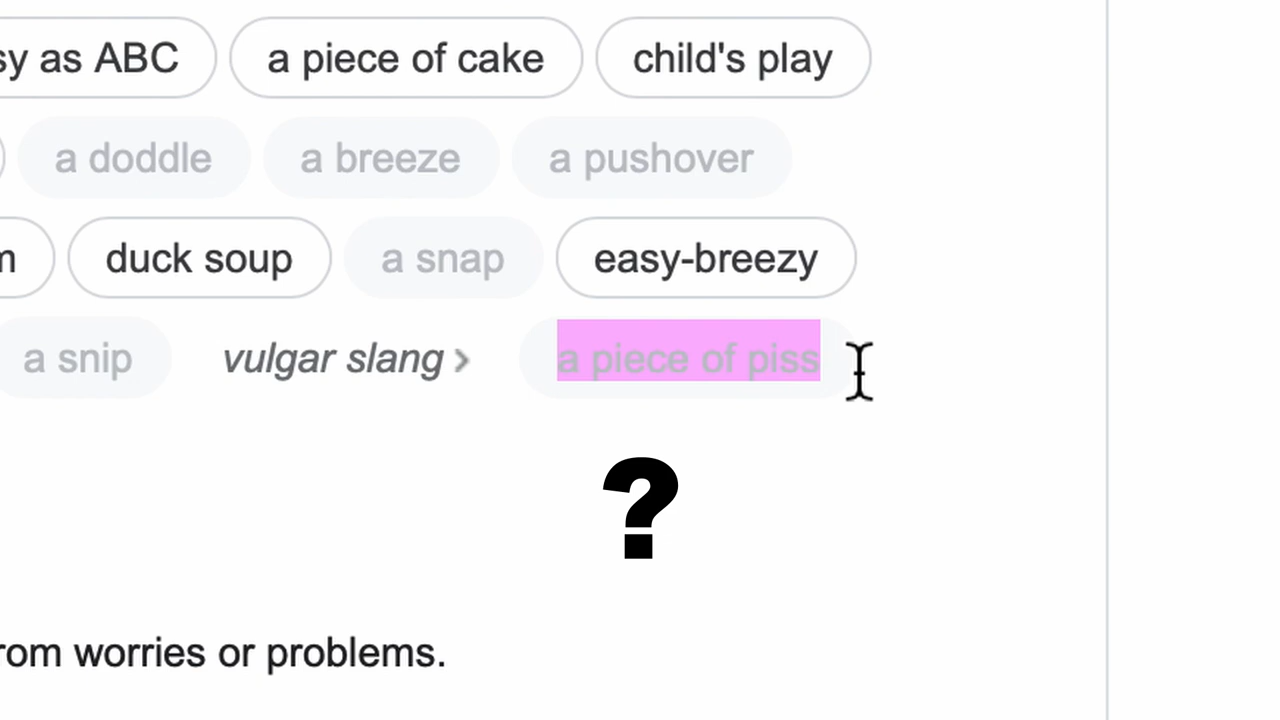 sy as ABC a piece of cake child's play
a doddle a breeze a pushover
m duck soup a snap easy-breezy
a snip vulgar slang › a piece of piss
?
rom worries or problems.